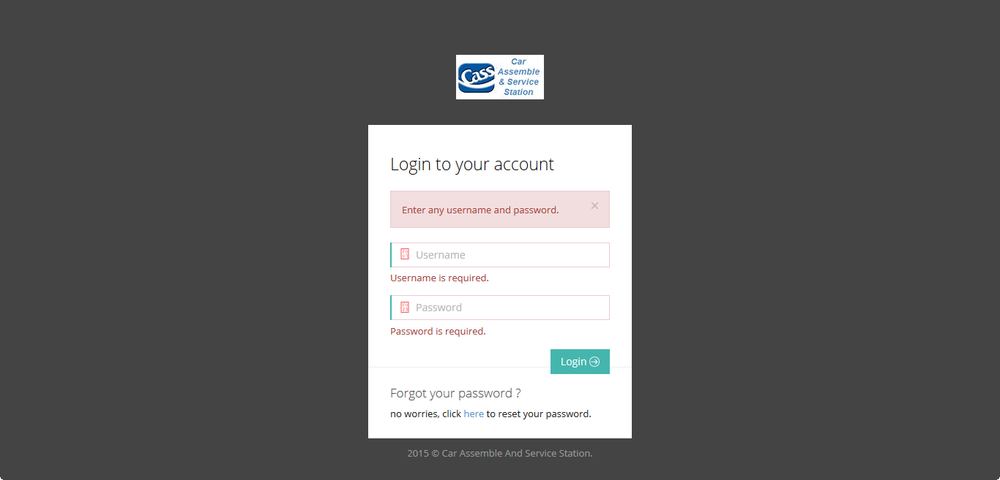 Cass
Car
Assemble
& Service
Station
Login to your account
Enter any username and password.
×
Username
Username is required.
Password
Password is required.
Login
Forgot your password ?
no worries, click here to reset your password.
2015 © Car Assemble And Service Station.